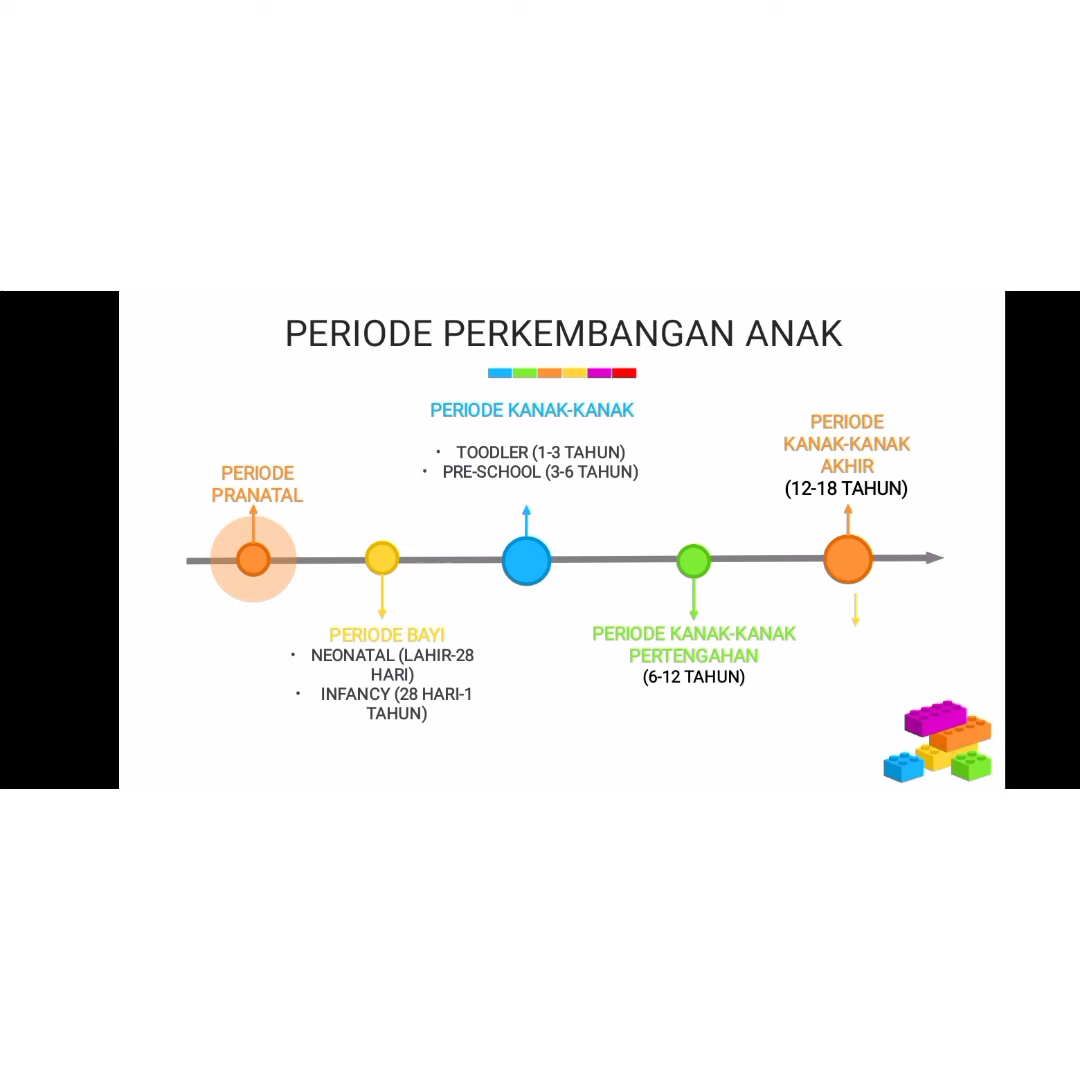 PERIODE PERKEMBANGAN ANAK
PERIODE KANAK-KANAK
• TOODLER (1-3 TAHUN)
• PRE-SCHOOL (3-6 TAHUN)
PERIODE
KANAK-KANAK
AKHIR
(12-18 TAHUN)
PERIODE
PRANATAL
PERIODE BAYI
• NEONATAL (LAHIR-28
HARI)
• INFANCY (28 HARI-1
TAHUN)
PERIODE KANAK-KANAK
PERTENGAHAN
(6-12 TAHUN)